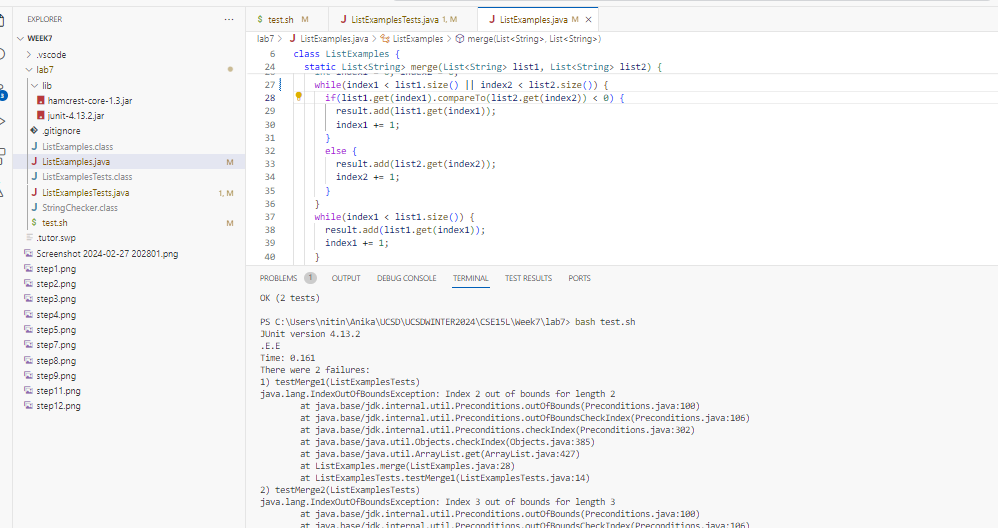 EXPLORER
WEEK7
.vscode
lab7
lib
hamcrest-core-1.3.jar
junit-4.13.2.jar
.gitignore
ListExamples.class
ListExamples.java M
ListExamplesTests.class
ListExamplesTests.java 1, M
StringChecker.class
$ test.sh M
.tutor.swp
Screenshot 2024-02-27 202801.png
step1.png
step2.png
step3.png
step4.png
step5.png
step7.png
step8.png
step9.png
step11.png
step12.png
$ test.sh M
J ListExamplesTests.java 1, M
J ListExamples.java M ×
lab7 > J ListExamples.java > ListExamples > merge(List<String>, List<String>)
6 class ListExamples {
24 static List<String> merge(List<String> list1, List<String> list2) {
27 while(index1 < list1.size() || index2 < list2.size()) {
28 if(list1.get(index1).compareTo(list2.get(index2)) < 0) {
29 result.add(list1.get(index1));
30 index1 += 1;
31 }
32 else {
33 result.add(list2.get(index2));
34 index2 += 1;
35 }
36 }
37 while(index1 < list1.size()) {
38 result.add(list1.get(index1));
39 index1 += 1;
40 }
PROBLEMS 1 OUTPUT DEBUG CONSOLE TERMINAL TEST RESULTS PORTS
OK (2 tests)
PS C:\Users\nitin\Anika\UCSD\UCSDWINTER2024\CSE15L\Week7\lab7> bash test.sh
JUnit version 4.13.2
.E.E
Time: 0.161
There were 2 failures:
1) testMerge1(ListExamplesTests)
java.lang.IndexOutOfBoundsException: Index 2 out of bounds for length 2
at java.base/jdk.internal.util.Preconditions.outOfBounds(Preconditions.java:100)
at java.base/jdk.internal.util.Preconditions.outOfBoundsCheckIndex(Preconditions.java:106)
at java.base/jdk.internal.util.Preconditions.checkIndex(Preconditions.java:302)
at java.base/java.util.Objects.checkIndex(Objects.java:385)
at java.base/java.util.ArrayList.get(ArrayList.java:427)
at ListExamples.merge(ListExamples.java:28)
at ListExamplesTests.testMerge1(ListExamplesTests.java:14)
2) testMerge2(ListExamplesTests)
java.lang.IndexOutOfBoundsException: Index 3 out of bounds for length 3
at java.base/jdk.internal.util.Preconditions.outOfBounds(Preconditions.java:100)
at java.base/jdk.internal.util.Preconditions.outOfBoundsCheckIndex(Preconditions.java:106)